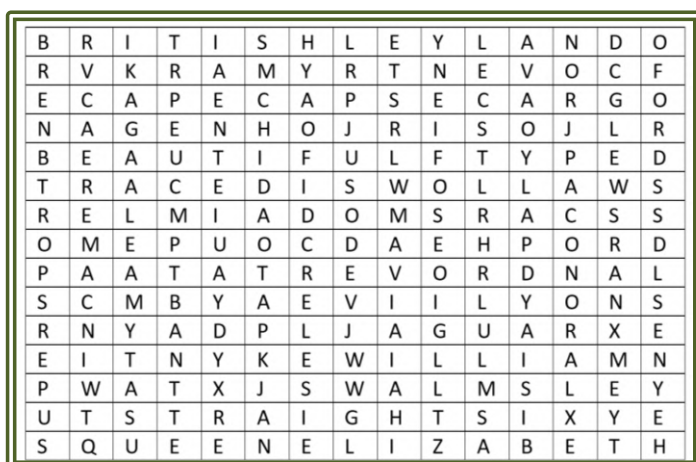 B R I T I S H L E Y L A N D O
R V K R A M Y R T N E V O C F
E C A P E C A P S E C A R G O
N A G E N H O J R I S O J L R
B E A U T I F U L F T Y P E D
T R A C E D I S W O L L A W S
R E L M I A D O M S R A C S S
O M E P U O C D A E H P O R D
P A A T A T R E V O R D N A L
S C M B Y A E V I I L Y O N S
R N Y A D P L J A G U A R X E
E I T N Y K E W I L L I A M N
P W A T X J S W A L M S L E Y
U T S T R A I G H T S I X Y E
S Q U E E N E L I Z A B E T H